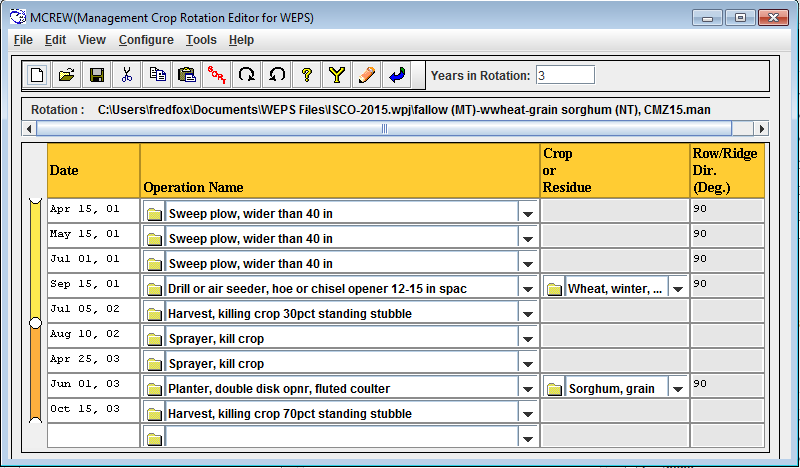 MCREW(Management Crop Rotation Editor for WEPS)
File Edit View Configure Tools Help
SORT ? Years in Rotation: 3
Rotation : C:\Users\fredfox\Documents\WEPS Files\ISCO-2015.wpj\fallow (MT)-wwheat-grain sorghum (NT), CMZ15.man
Date Operation Name Crop or Residue Row/Ridge Dir. (Deg.)
Apr 15, 01 Sweep plow, wider than 40 in 90
May 15, 01 Sweep plow, wider than 40 in 90
Jul 01, 01 Sweep plow, wider than 40 in 90
Sep 15, 01 Drill or air seeder, hoe or chisel opener 12-15 in spac Wheat, winter, ... 90
Jul 05, 02 Harvest, killing crop 30pct standing stubble
Aug 10, 02 Sprayer, kill crop
Apr 25, 03 Sprayer, kill crop
Jun 01, 03 Planter, double disk opnr, fluted coulter Sorghum, grain 90
Oct 15, 03 Harvest, killing crop 70pct standing stubble